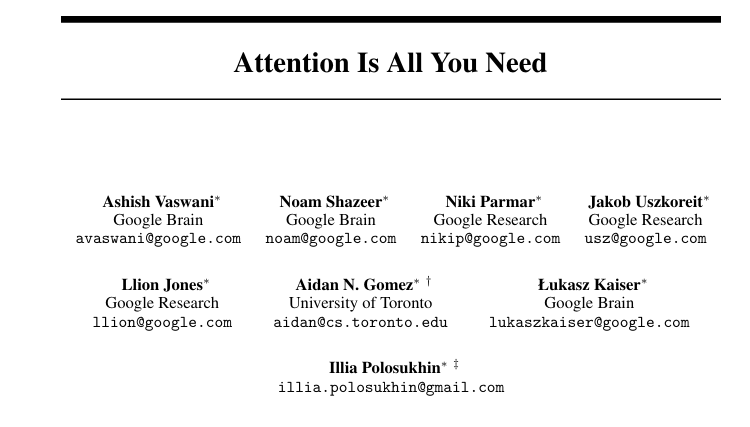 Attention Is All You Need
Ashish Vaswani* Noam Shazeer* Niki Parmar* Jakob Uszkoreit*
Google Brain Google Brain Google Research Google Research
avaswani@google.com noam@google.com nikip@google.com usz@google.com
Llion Jones* Aidan N. Gomez* † Łukasz Kaiser*
Google Research University of Toronto Google Brain
llion@google.com aidan@cs.toronto.edu lukaszkaiser@google.com
Illia Polosukhin* ‡
illia.polosukhin@gmail.com